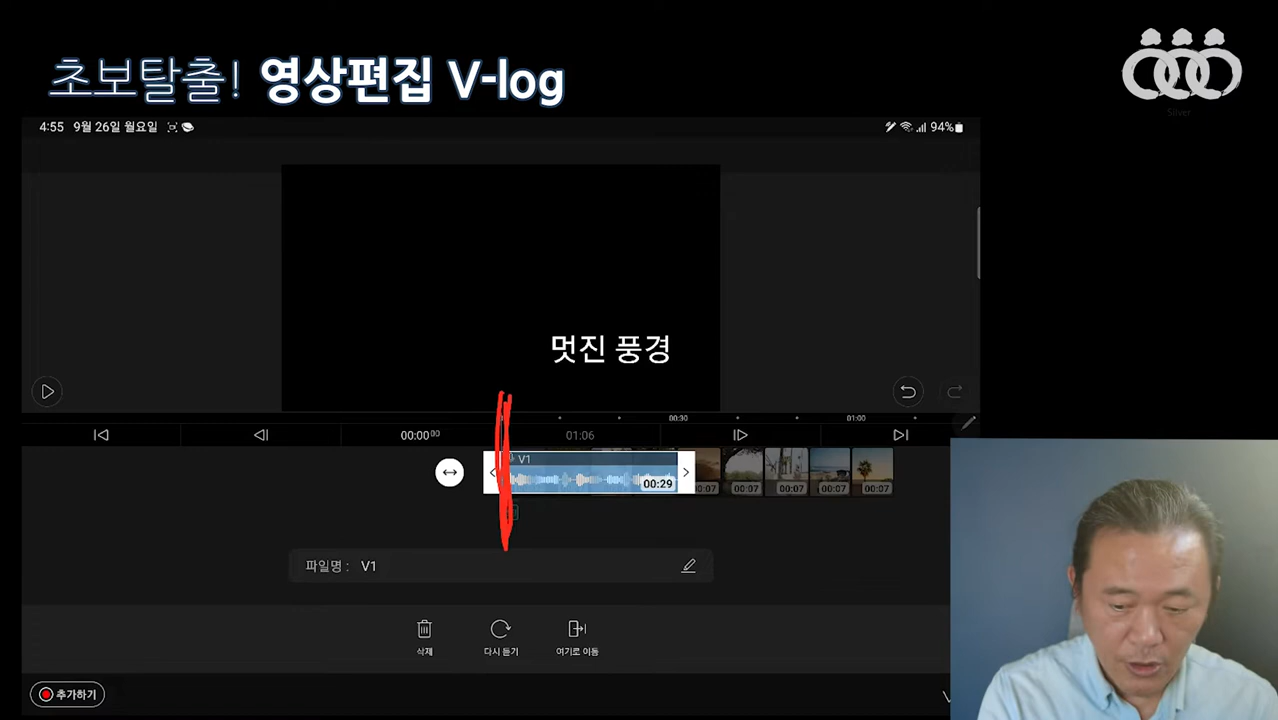 초보탈출! 영상편집 V-log
Silver
4:55 9월 26일 월요일
94%
멋진 풍경
00:30
01:00
00:00⁰⁰
01:06
V1
00:29
00:07
00:07
00:07
00:07
00:07
파일명 : V1
삭제
다시 듣기
여기로 이동
추가하기